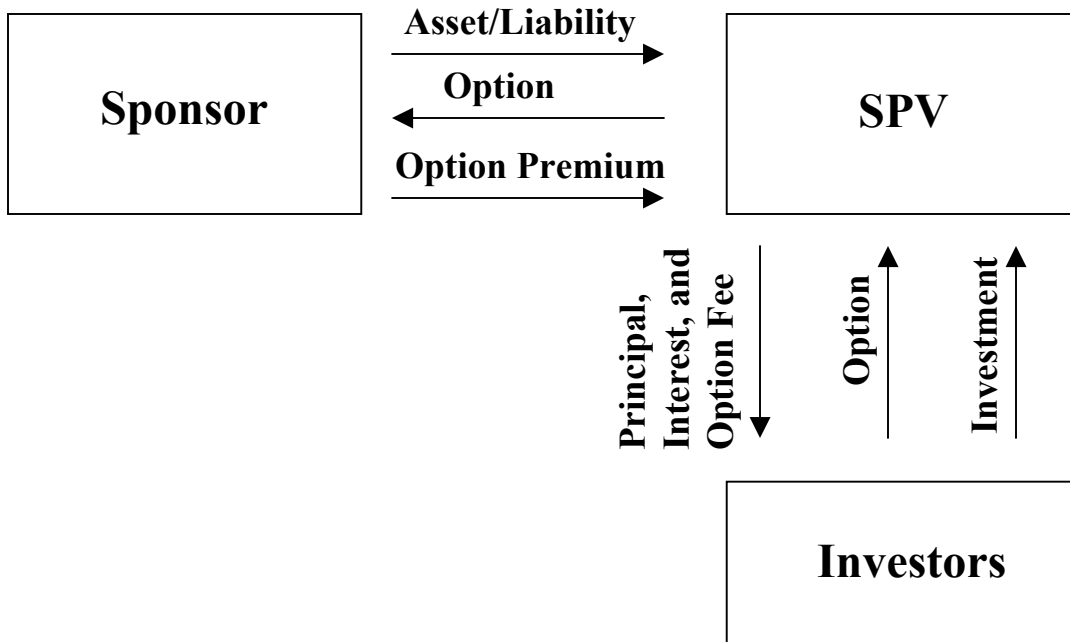 Asset/Liability
Sponsor
Option
SPV
Option Premium
Principal,
Interest, and
Option Fee
Option
Investment
Investors